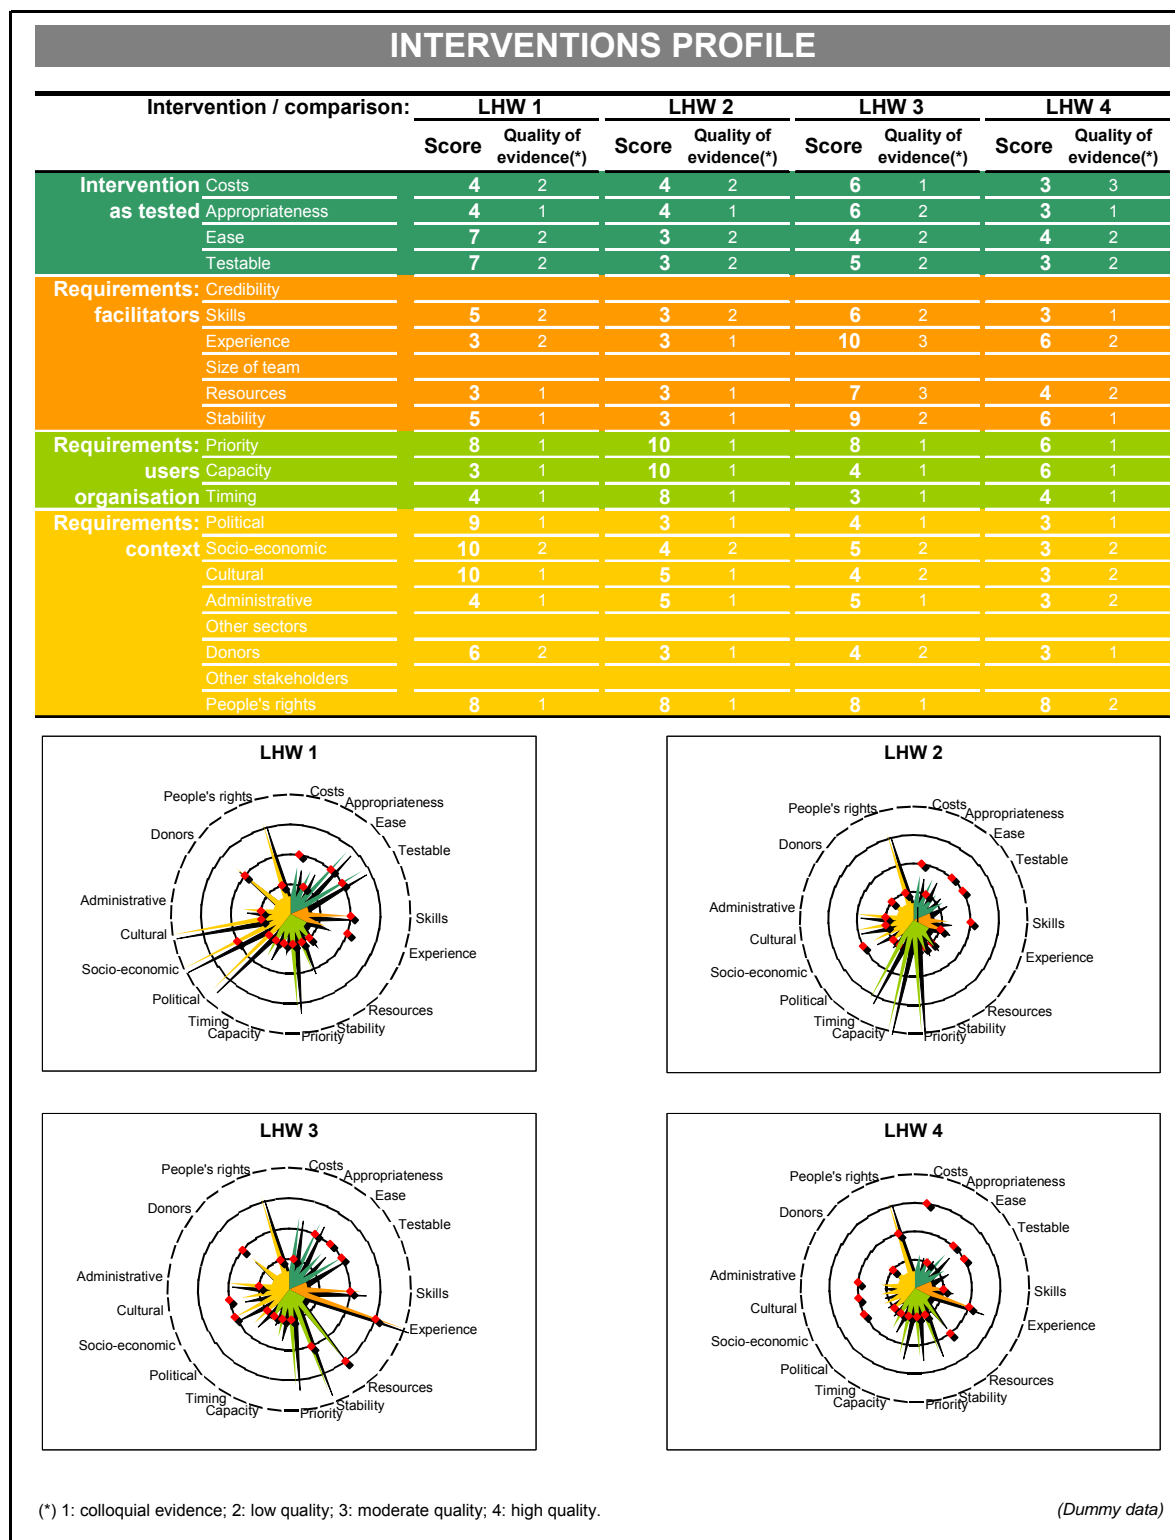 INTERVENTIONS PROFILE
Intervention / comparison: LHW 1 LHW 2 LHW 3 LHW 4
Score Quality of evidence(*) Score Quality of evidence(*) Score Quality of evidence(*) Score Quality of evidence(*)
Intervention Costs 4 2 4 2 6 1 3 3
as tested Appropriateness 4 1 4 1 6 2 3 1
Ease 7 2 3 2 4 2 4 2
Testable 7 2 3 2 5 2 3 2
Requirements: Credibility
facilitators Skills 5 2 3 2 6 2 3 1
Experience 3 2 3 1 10 3 6 2
Size of team
Resources 3 1 3 1 7 3 4 2
Stability 5 1 3 1 9 2 6 1
Requirements: Priority 8 1 10 1 8 1 6 1
users Capacity 3 1 10 1 4 1 6 1
organisation Timing 4 1 8 1 3 1 4 1
Requirements: Political 9 1 3 1 4 1 3 1
context Socio-economic 10 2 4 2 5 2 3 2
Cultural 10 1 5 1 4 2 3 2
Administrative 4 1 5 1 5 1 3 2
Other sectors
Donors 6 2 3 1 4 2 3 1
Other stakeholders
People's rights 8 1 8 1 8 1 8 2
LHW 1
Costs
Appropriateness
Ease
Testable
Skills
Experience
Resources
Stability
Priority
Capacity
Timing
Political
Socio-economic
Cultural
Administrative
Donors
People's rights
LHW 2
Costs
Appropriateness
Ease
Testable
Skills
Experience
Resources
Stability
Priority
Capacity
Timing
Political
Socio-economic
Cultural
Administrative
Donors
People's rights
LHW 3
Costs
Appropriateness
Ease
Testable
Skills
Experience
Resources
Stability
Priority
Capacity
Timing
Political
Socio-economic
Cultural
Administrative
Donors
People's rights
LHW 4
Costs
Appropriateness
Ease
Testable
Skills
Experience
Resources
Stability
Priority
Capacity
Timing
Political
Socio-economic
Cultural
Administrative
Donors
People's rights
(*) 1: colloquial evidence; 2: low quality; 3: moderate quality; 4: high quality.
(Dummy data)